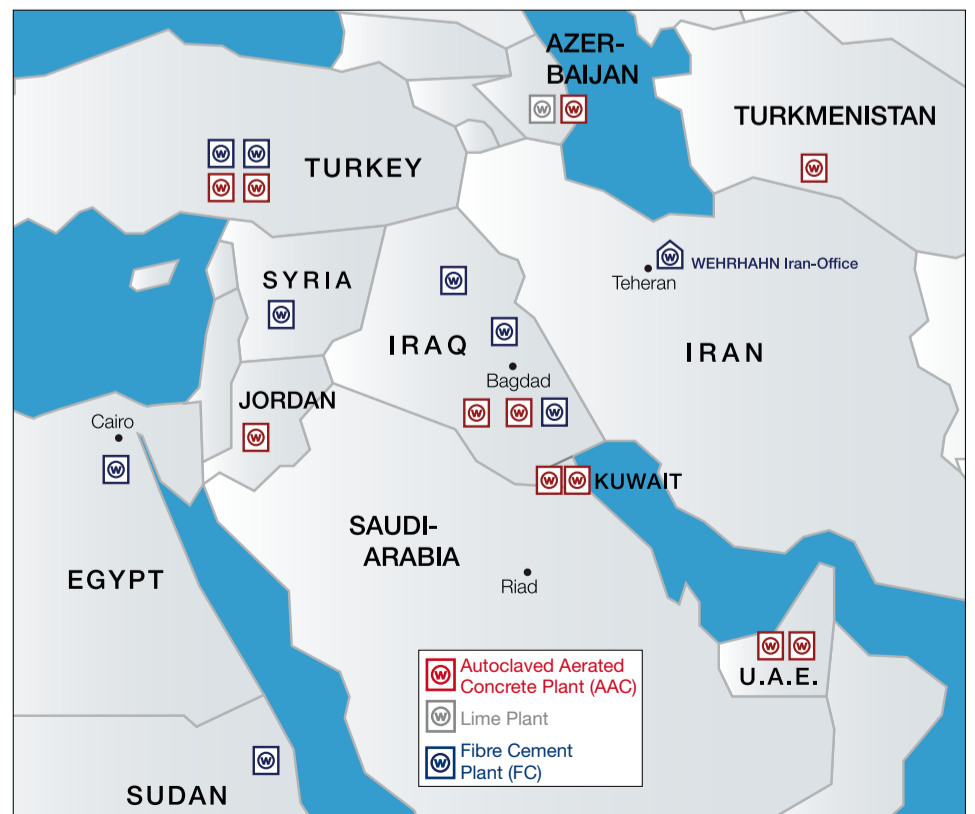 AZER-
BAIJAN
TURKMENISTAN
TURKEY
WEHRHAHN Iran-Office
Teheran
SYRIA
IRAQ
IRAN
Bagdad
JORDAN
Cairo
KUWAIT
SAUDI-
ARABIA
EGYPT
Riad
U.A.E.
Autoclaved Aerated
Concrete Plant (AAC)
Lime Plant
Fibre Cement
Plant (FC)
SUDAN